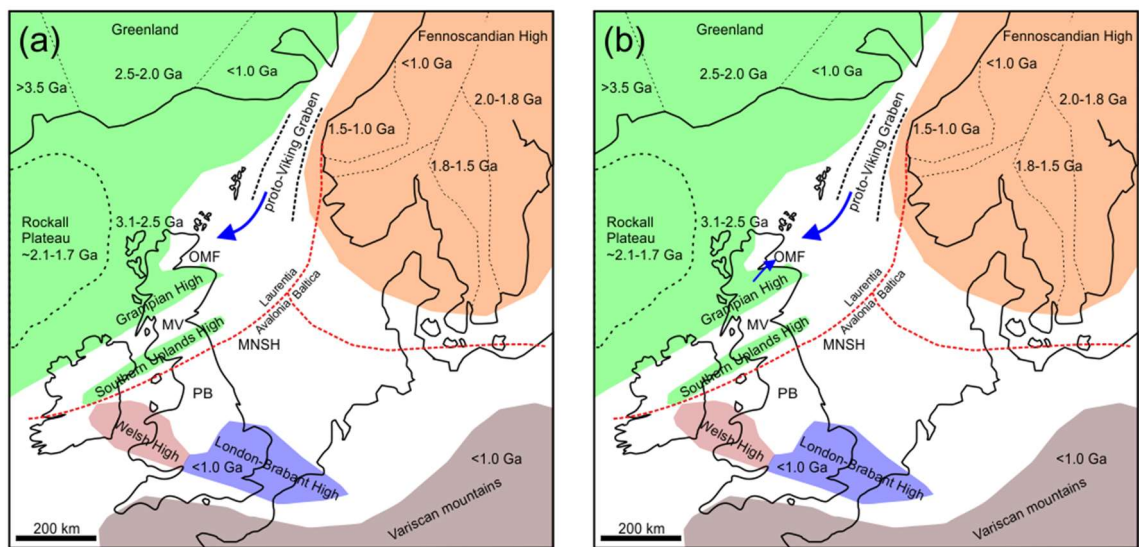 (a)
Greenland
Fennoscandian High
<1.0 Ga
2.5-2.0 Ga
<1.0 Ga
>3.5 Ga
2.0-1.8 Ga
proto-Viking Graben
1.5-1.0 Ga
1.8-1.5 Ga
3.1-2.5 Ga
Rockall
Plateau
~2.1-1.7 Ga
OMF
Grampian High
Laurentia
Baltica
Avalonia
MV
MNSH
Southern Uplands High
PB
Welsh High
London-Brabant High
<1.0 Ga
<1.0 Ga
Variscan mountains
200 km
(b)
Greenland
Fennoscandian High
<1.0 Ga
2.5-2.0 Ga
<1.0 Ga
>3.5 Ga
2.0-1.8 Ga
proto-Viking Graben
1.5-1.0 Ga
1.8-1.5 Ga
3.1-2.5 Ga
Rockall
Plateau
~2.1-1.7 Ga
OMF
Grampian High
Laurentia
Baltica
Avalonia
MV
MNSH
Southern Uplands High
PB
Welsh High
London-Brabant High
<1.0 Ga
<1.0 Ga
Variscan mountains
200 km